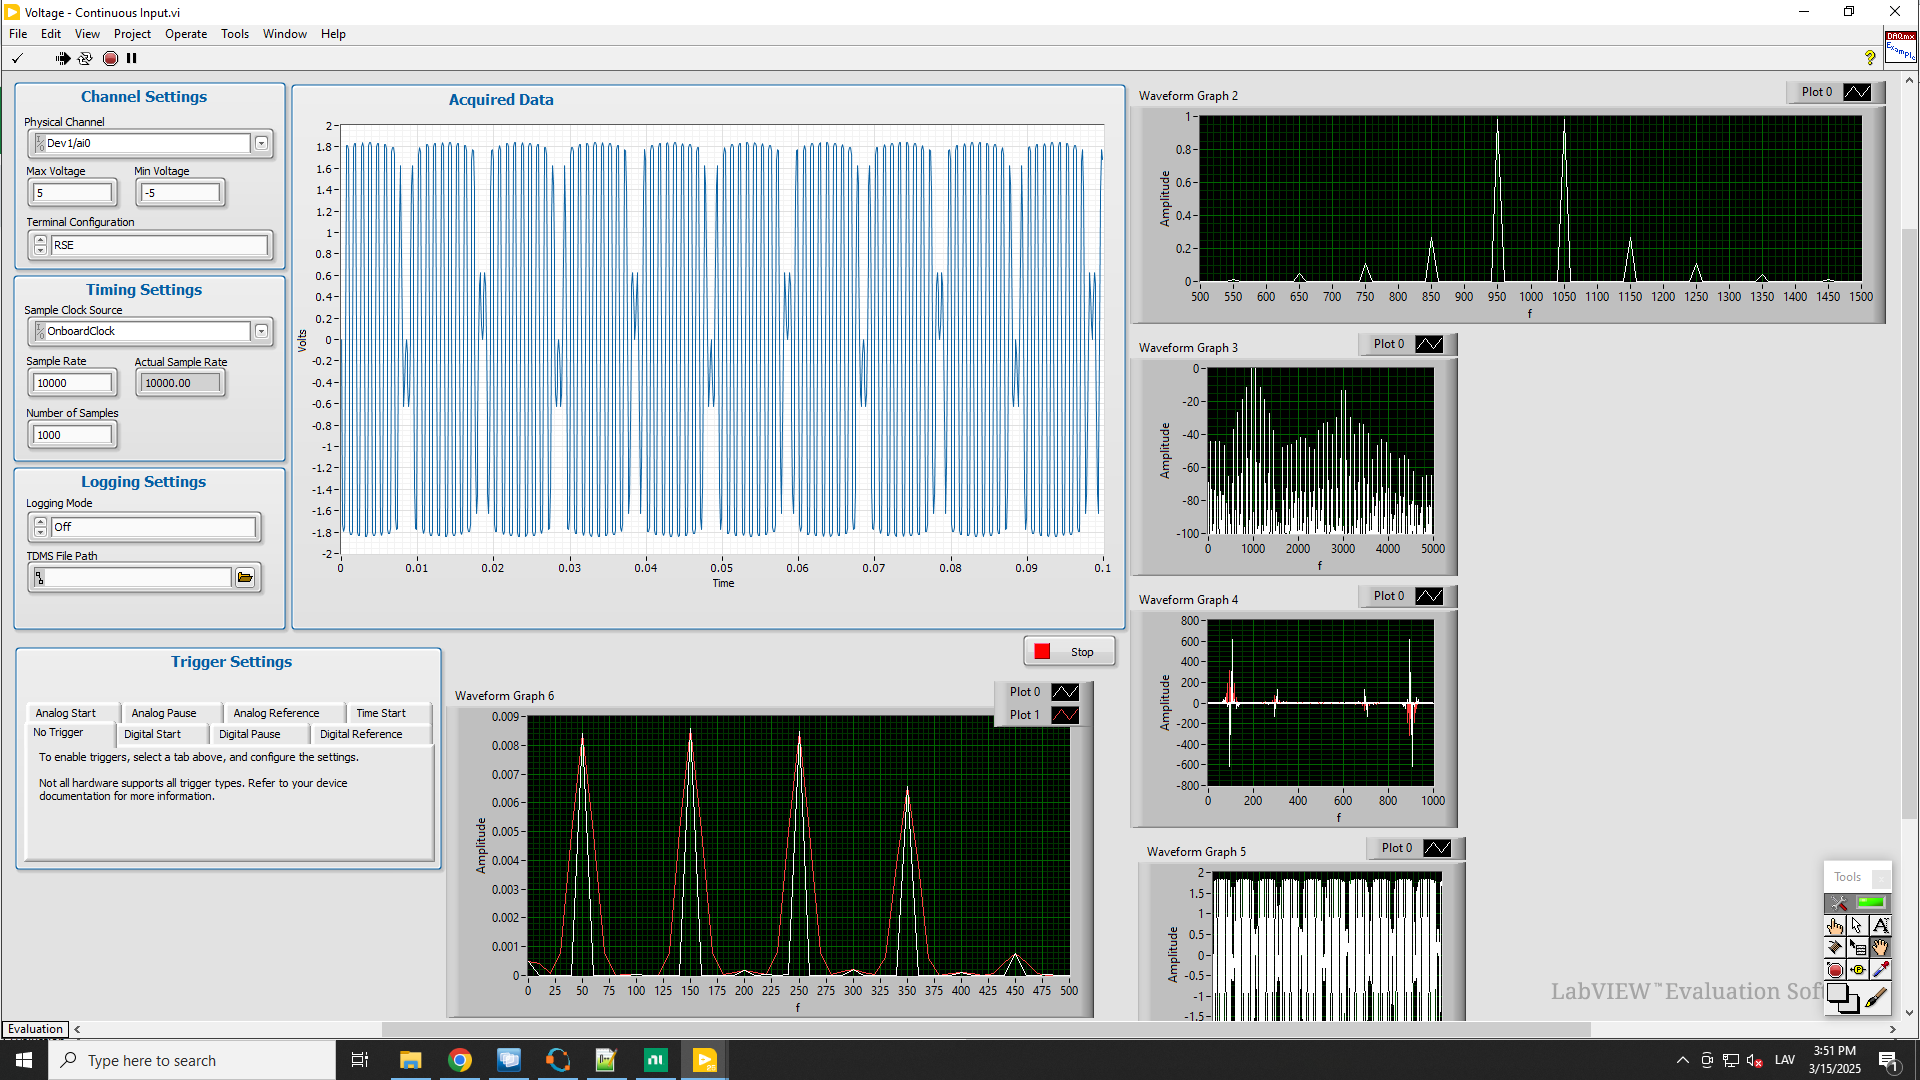 Voltage - Continuous Input.vi
File Edit View Project Operate Tools Window Help
DAQmx
Example
Channel Settings
Physical Channel
Dev1/ai0
Max Voltage Min Voltage
5 -5
Terminal Configuration
RSE
Timing Settings
Sample Clock Source
OnboardClock
Sample Rate Actual Sample Rate
10000 10000.00
Number of Samples
1000
Logging Settings
Logging Mode
Off
TDMS File Path
Acquired Data
Volts
2
1.8
1.6
1.4
1.2
1
0.8
0.6
0.4
0.2
0
-0.2
-0.4
-0.6
-0.8
-1
-1.2
-1.4
-1.6
-1.8
-2
0 0.01 0.02 0.03 0.04 0.05 0.06 0.07 0.08 0.09 0.1
Time
Stop
Waveform Graph 2
Plot 0
Amplitude
1
0.8
0.6
0.4
0.2
0
500 550 600 650 700 750 800 850 900 950 1000 1050 1100 1150 1200 1250 1300 1350 1400 1450 1500
f
Waveform Graph 3
Plot 0
Amplitude
0
-20
-40
-60
-80
-100
0 1000 2000 3000 4000 5000
f
Waveform Graph 4
Plot 0
Amplitude
800
600
400
200
0
-200
-400
-600
-800
0 200 400 600 800 1000
f
Waveform Graph 5
Plot 0
Amplitude
2
1.5
1
0.5
0
-0.5
-1
-1.5
Trigger Settings
Analog Start Analog Pause Analog Reference Time Start
No Trigger Digital Start Digital Pause Digital Reference
To enable triggers, select a tab above, and configure the settings.
Not all hardware supports all trigger types. Refer to your device
documentation for more information.
Waveform Graph 6
Plot 0
Plot 1
Amplitude
0.009
0.008
0.007
0.006
0.005
0.004
0.003
0.002
0.001
0
0 25 50 75 100 125 150 175 200 225 250 275 300 325 350 375 400 425 450 475 500
f
Tools
LabVIEW™ Evaluation Sof
Evaluation
Type here to search
LAV
3:51 PM
3/15/2025
1